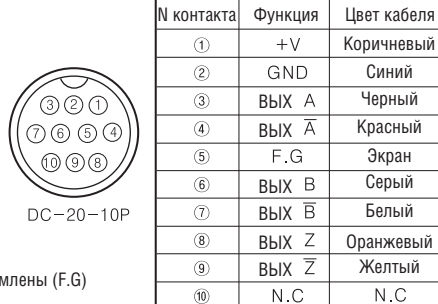 N контакта Функция Цвет кабеля
① +V Коричневый
② GND Синий
③ ВЫХ A Черный
④ ВЫХ A̅ Красный
⑤ F.G Экран
⑥ ВЫХ B Серый
⑦ ВЫХ B̅ Белый
⑧ ВЫХ Z Оранжевый
⑨ ВЫХ Z̅ Желтый
⑩ N.C N.C
③②①
⑦⑥⑤④
⑩⑨⑧
DC-20-10P
млены (F.G)